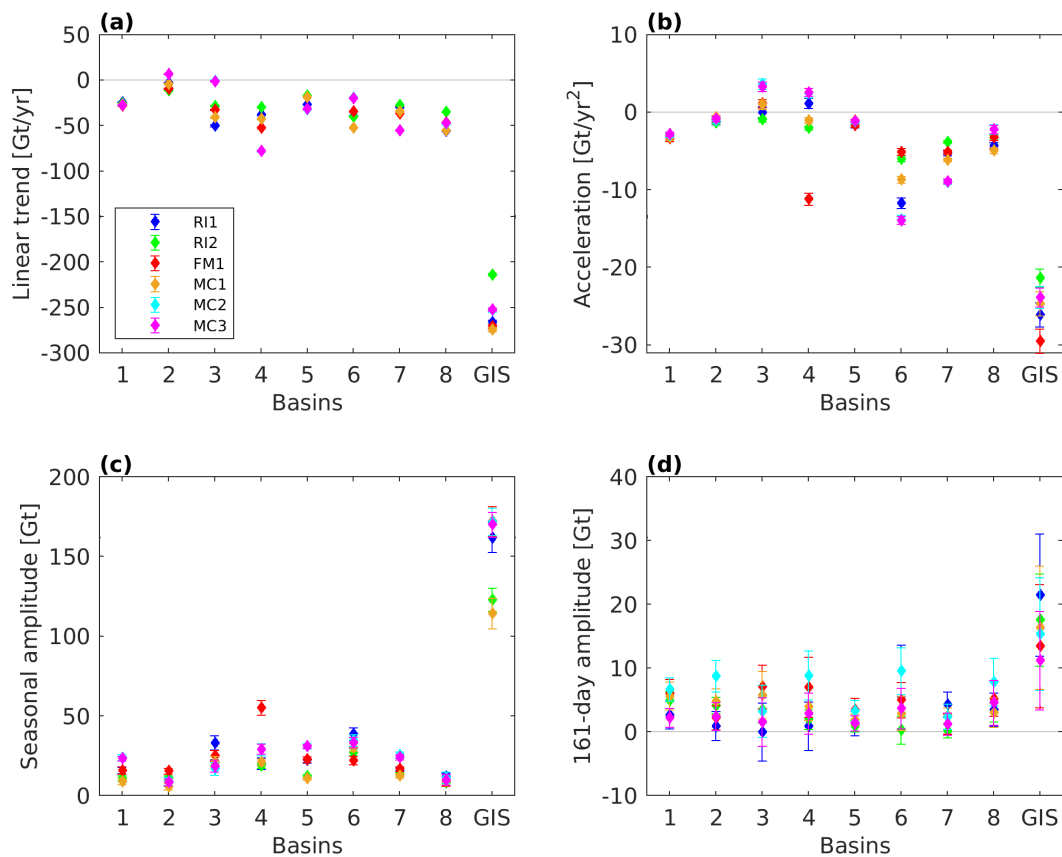 (a)
Linear trend [Gt/yr]
50
0
-50
-100
-150
-200
-250
-300
RI1
RI2
FM1
MC1
MC2
MC3
1 2 3 4 5 6 7 8 GIS
Basins
(b)
Acceleration [Gt/yr²]
10
0
-10
-20
-30
1 2 3 4 5 6 7 8 GIS
Basins
(c)
Seasonal amplitude [Gt]
200
150
100
50
0
1 2 3 4 5 6 7 8 GIS
Basins
(d)
161-day amplitude [Gt]
40
30
20
10
0
-10
1 2 3 4 5 6 7 8 GIS
Basins